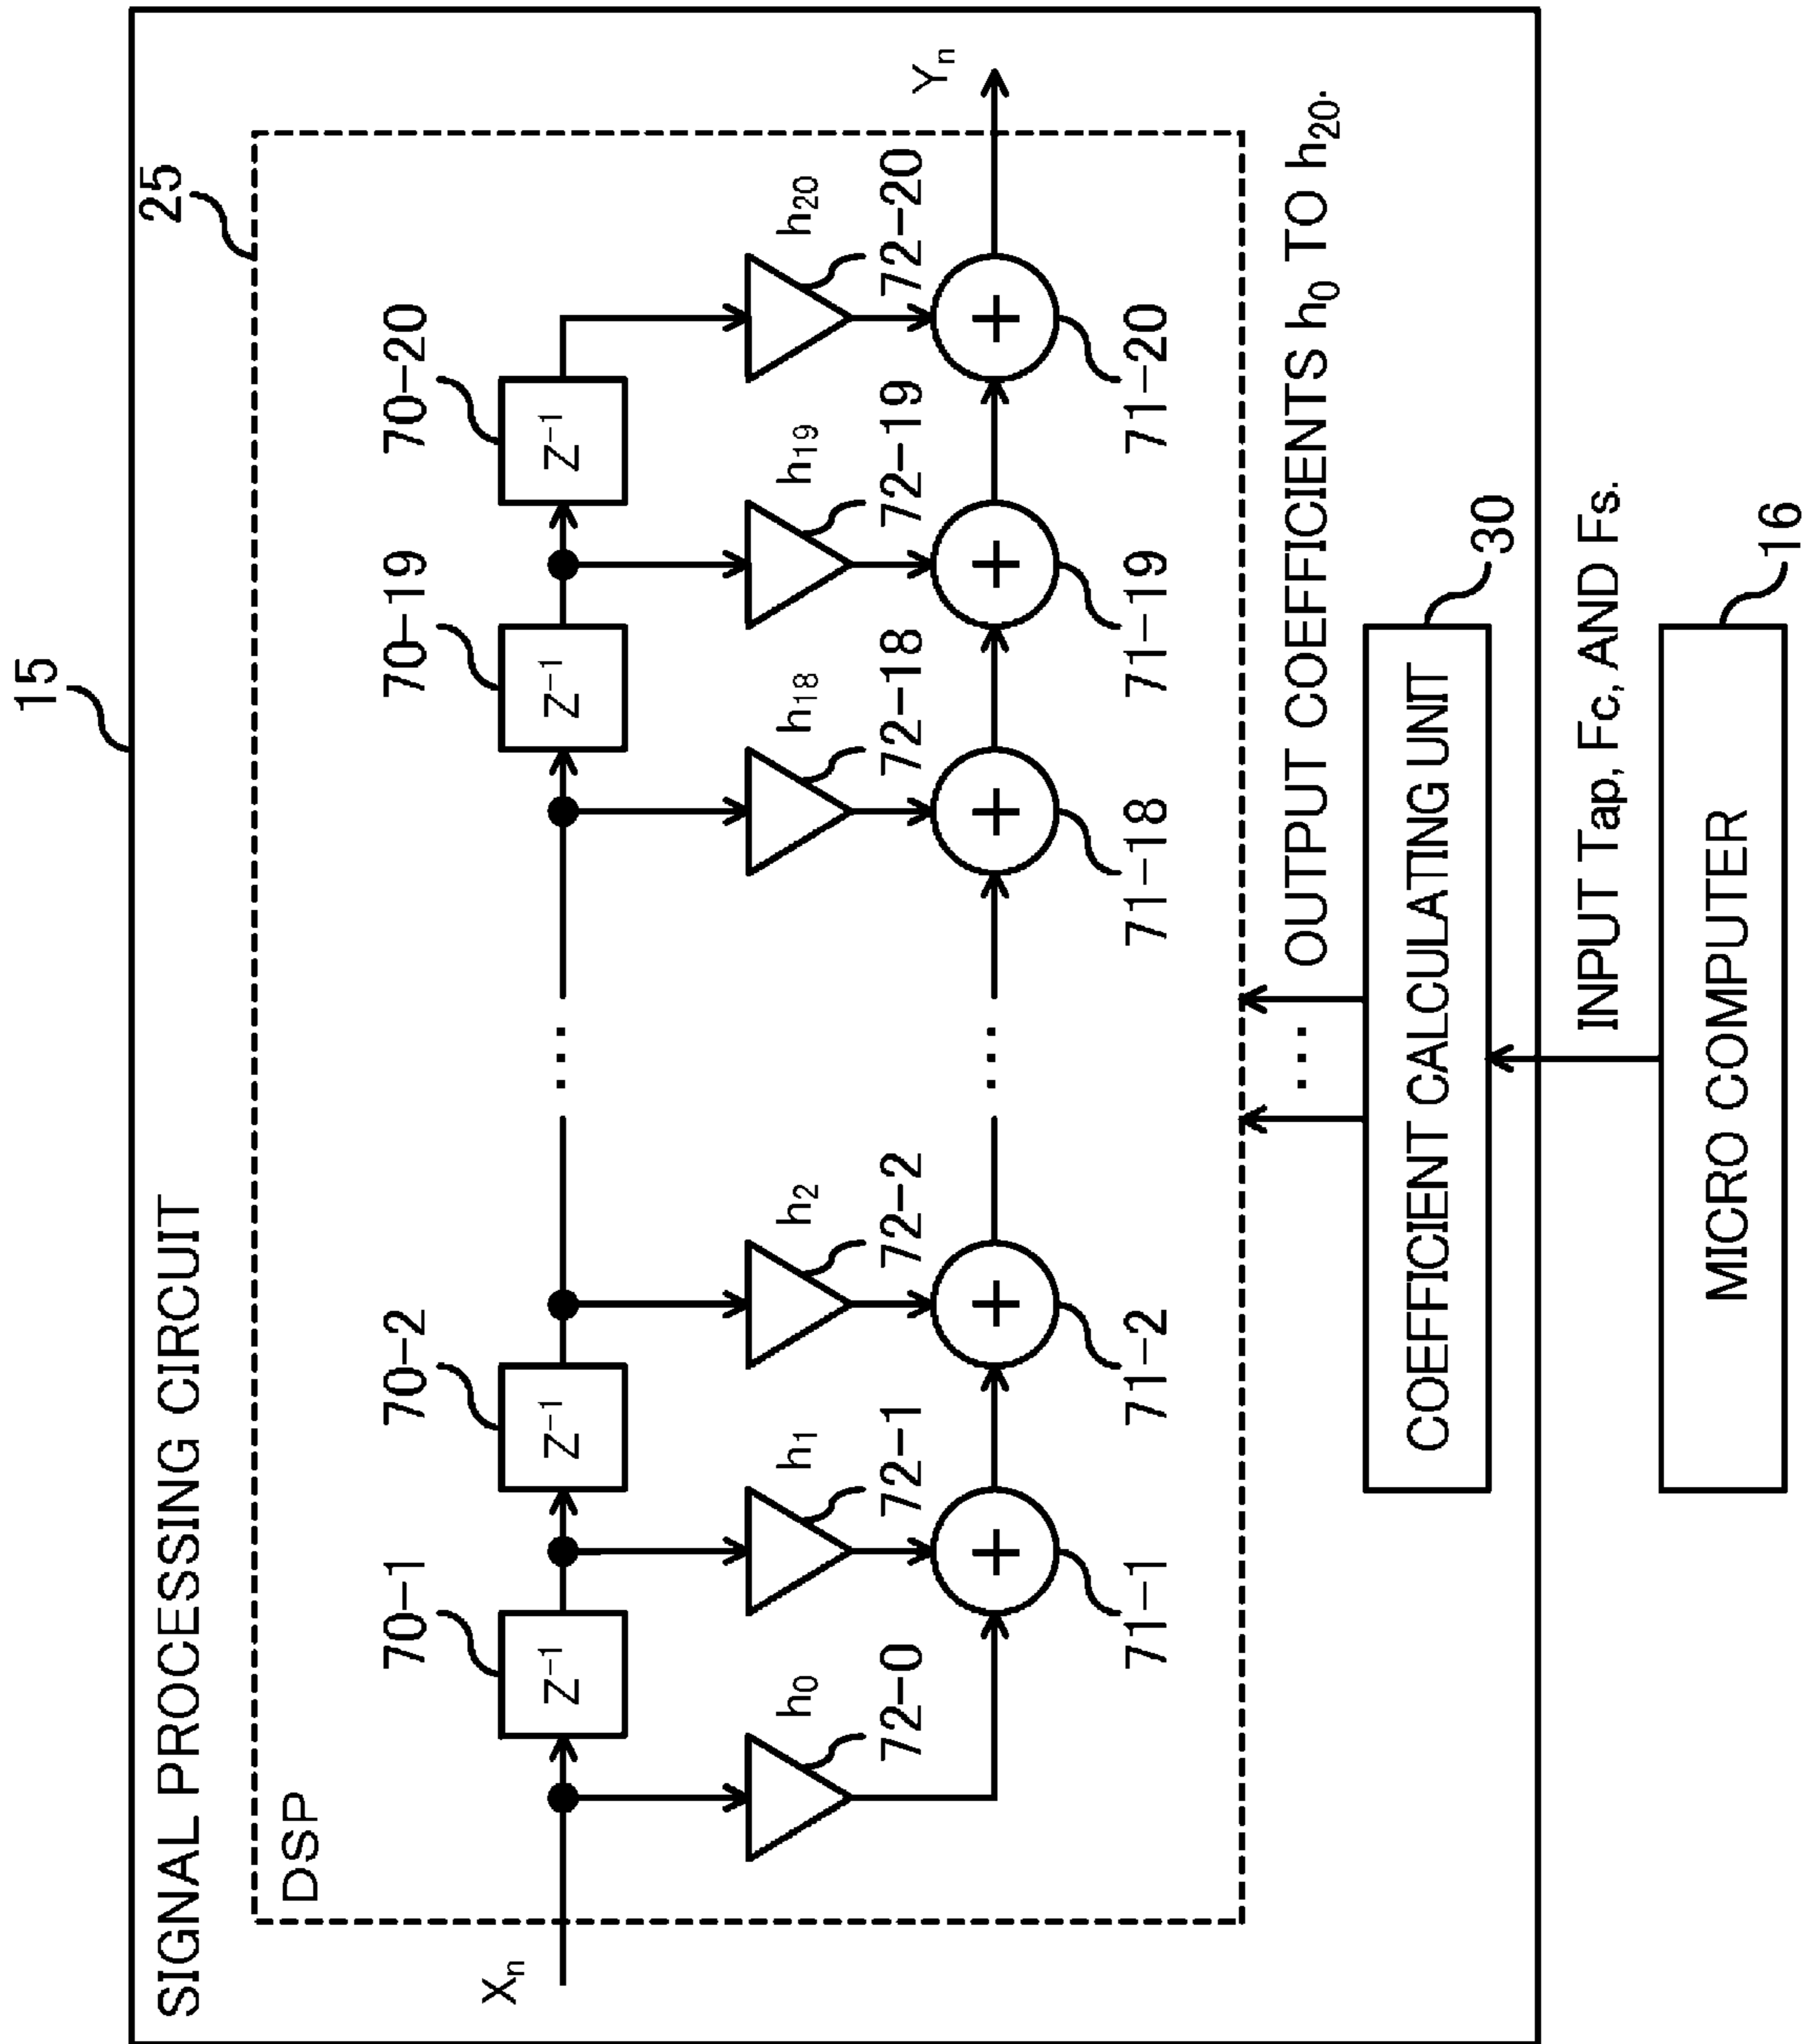 15
SIGNAL PROCESSING CIRCUIT
25
DSP
70-1 70-2 70-19 70-20
Xn Z⁻¹ Z⁻¹ ... Z⁻¹ Z⁻¹
h₀ h₁ h₂ h₁₈ h₁₉ h₂₀
72-0 72-1 72-2 72-18 72-19 72-20
Yn
+ + ... + + +
71-1 71-2 71-18 71-19 71-20
... OUTPUT COEFFICIENTS h₀ TO h₂₀.
COEFFICIENT CALCULATING UNIT
30
INPUT Tap, Fc, AND Fs.
MICRO COMPUTER
16